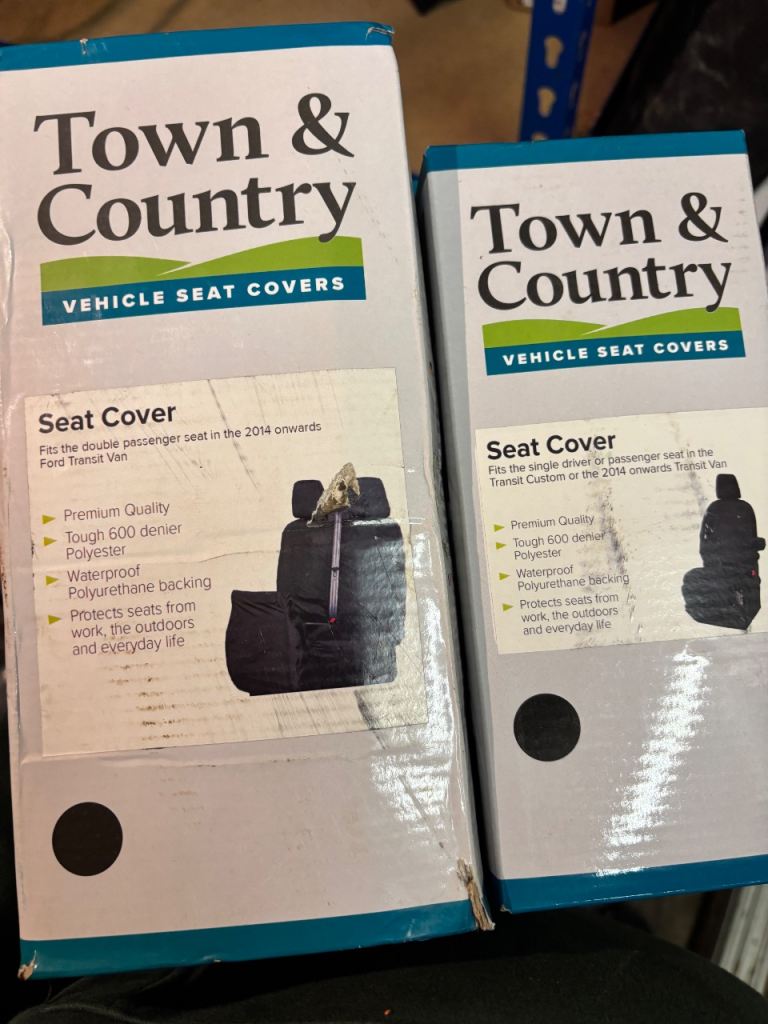 Town &
Country
VEHICLE SEAT COVERS
Seat Cover
Fits the double passenger seat in the 2014 onwards
Ford Transit Van
Premium Quality
Tough 600 denier
Polyester
Waterproof
Polyurethane backing
Protects seats from
work, the outdoors
and everyday life
Town &
Country
VEHICLE SEAT COVERS
Seat Cover
Fits the single driver or passenger seat in the
Transit Custom or the 2014 onwards Transit Van
Premium Quality
Tough 600 denier
Polyester
Waterproof
Polyurethane backing
Protects seats from
work, the outdoors
and everyday life